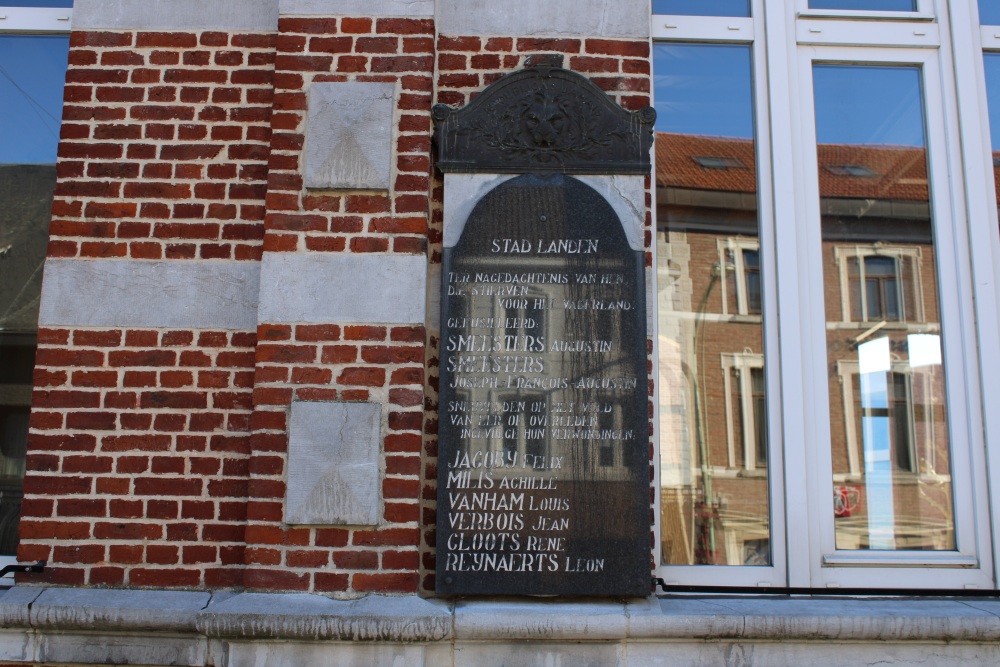 STAD LANDEN
TER NAGEDACHTENIS VAN HEN
DIE STIERVEN
VOOR HET VADERLAND:
GEFUSILLEERD:
SMEESTERS AUGUSTIN
SMEESTERS
JOSEPH-FRANÇOIS-AUGUSTIN
SNEUVELDEN OP HET VELD
VAN EER OF OVERLEDEN
INGEVOLGE HUN VERWONDINGEN:
JACOBY FELIX
MILIS ACHILLE
VANHAM LOUIS
VERBOIS JEAN
CLOOTS RENE
REYNAERTS LEON